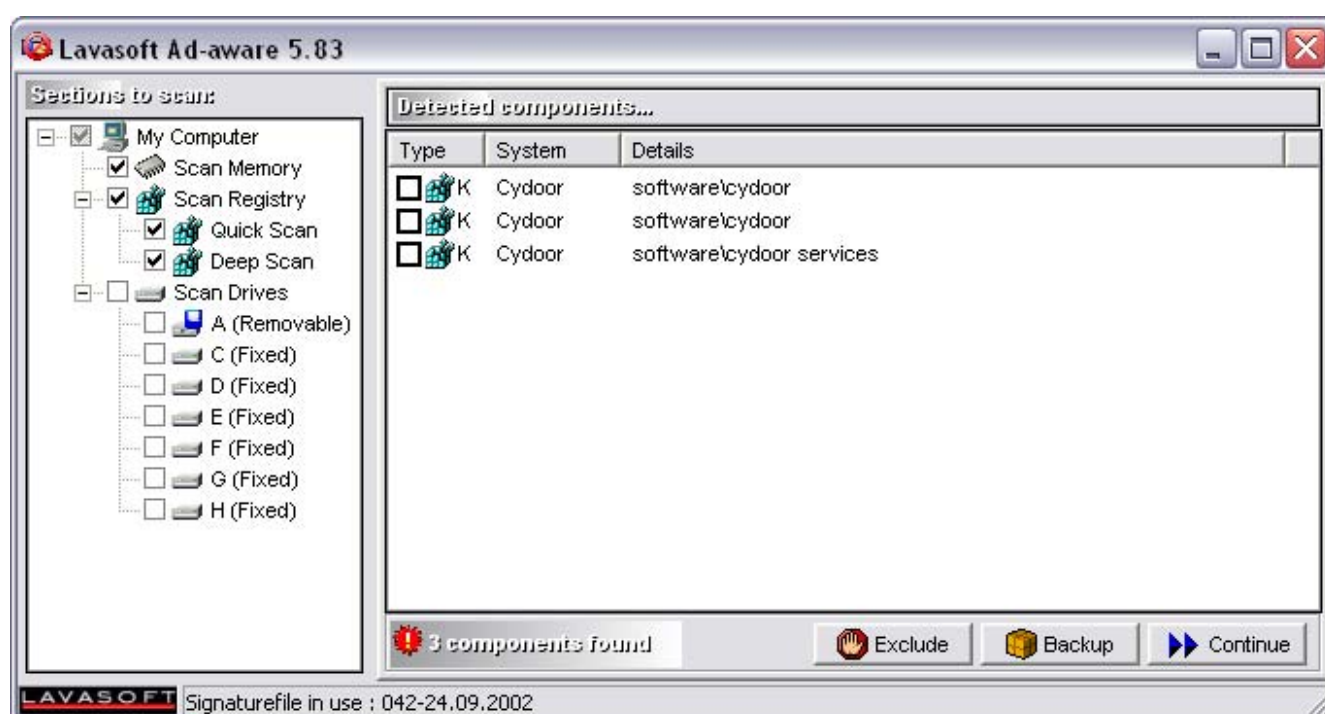 Lavasoft Ad-aware 5.83
Sections to scan:
My Computer
Scan Memory
Scan Registry
Quick Scan
Deep Scan
Scan Drives
A (Removable)
C (Fixed)
D (Fixed)
E (Fixed)
F (Fixed)
G (Fixed)
H (Fixed)
Detected components...
Type System Details
K Cydoor software\cydoor
K Cydoor software\cydoor
K Cydoor software\cydoor services
3 components found
Exclude Backup Continue
LAVASOFT Signaturefile in use : 042-24.09.2002